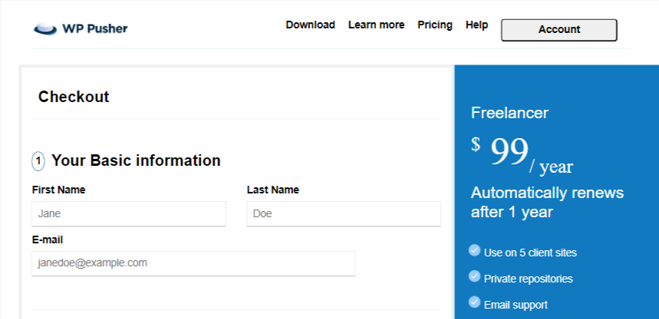 WP Pusher
Download Learn more Pricing Help Account
Checkout
1 Your Basic information
First Name Last Name
Jane Doe
E-mail
janedoe@example.com
Freelancer
$ 99 / year
Automatically renews
after 1 year
Use on 5 client sites
Private repositories
Email support